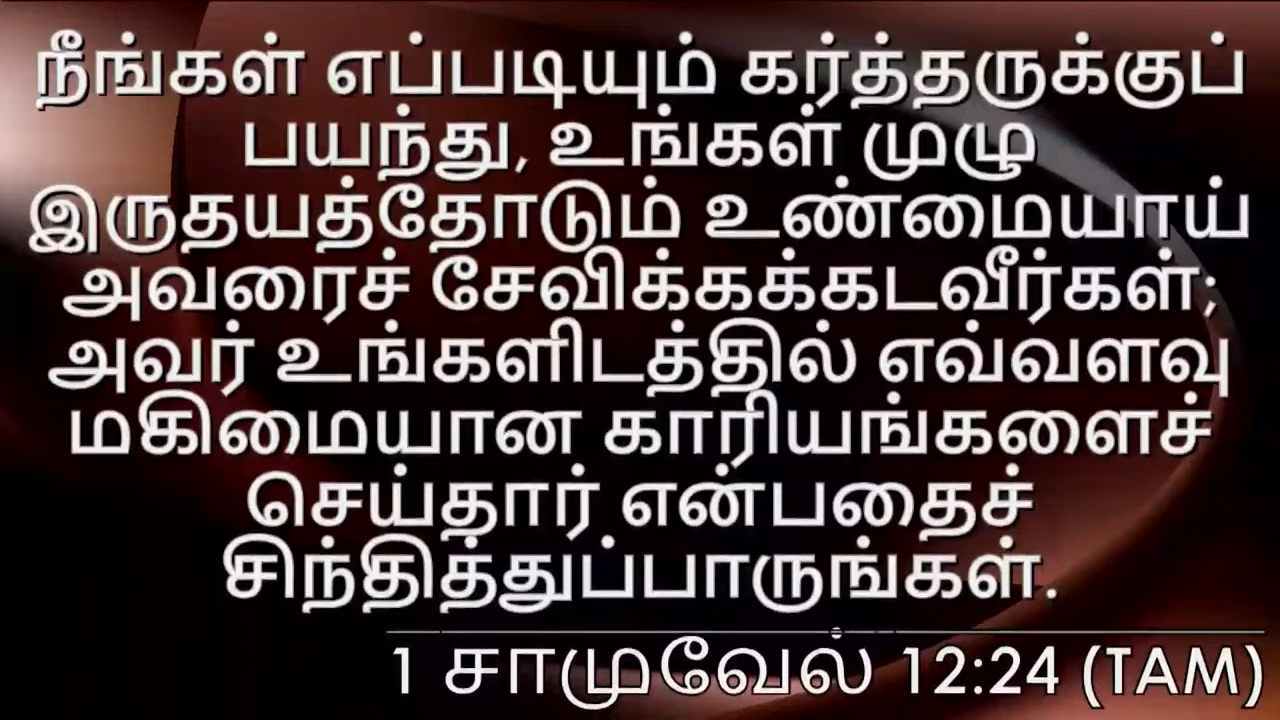 நீங்கள் எப்படியும் கர்த்தருக்குப்
பயந்து, உங்கள் முழு
இருதயத்தோடும் உண்மையாய்
அவரைச் சேவிக்கக்கடவீர்கள்;
அவர் உங்களிடத்தில் எவ்வளவு
மகிமையான காரியங்களைச்
செய்தார் என்பதைச்
சிந்தித்துப்பாருங்கள்.
1 சாமுவேல் 12:24 (TAM)